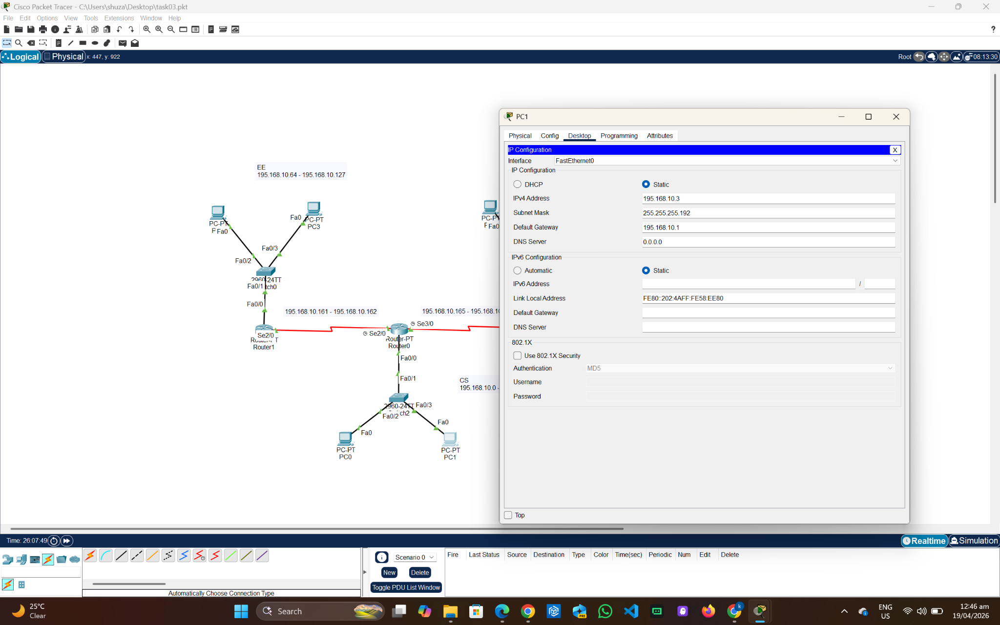 Cisco Packet Tracer - C:\Users\shuza\Desktop\task03.pkt
File Edit Options View Tools Extensions Window Help
?
Logical Physical x: 447, y: 922
Root 08:13:30
EE
195.168.10.64 - 195.168.10.127
PC-PT
Fa0
Fa0
PC-PT
PC3
Fa0/3
Fa0/2
2960-24TT
Fa0/1 tch0
Fa0/0
195.168.10.161 - 195.168.10.162
195.168.10.165 - 195.168.10
Se2/0
Router1
Se2/0
Se3/0
Router-PT
Router0
Fa0/0
Fa0/1
CS
195.168.10.0 -
2960-24TT
Fa0/3
Fa0/2 ch2
Fa0
Fa0
PC-PT
PC0
PC-PT
PC1
PC-P
Fa0
PC1
Physical Config Desktop Programming Attributes
IP Configuration X
Interface FastEthernet0
IP Configuration
DHCP Static
IPv4 Address 195.168.10.3
Subnet Mask 255.255.255.192
Default Gateway 195.168.10.1
DNS Server 0.0.0.0
IPv6 Configuration
Automatic Static
IPv6 Address /
Link Local Address FE80::202:4AFF:FE58:EE80
Default Gateway
DNS Server
802.1X
Use 802.1X Security
Authentication MD5
Username
Password
Top
Time: 26:07:49
Realtime Simulation
Scenario 0
New Delete
Toggle PDU List Window
Fire Last Status Source Destination Type Color Time(sec) Periodic Num Edit Delete
Automatically Choose Connection Type
25°C
Clear
Search
PRE
k
ENG
US
12:46 am
19/04/2026